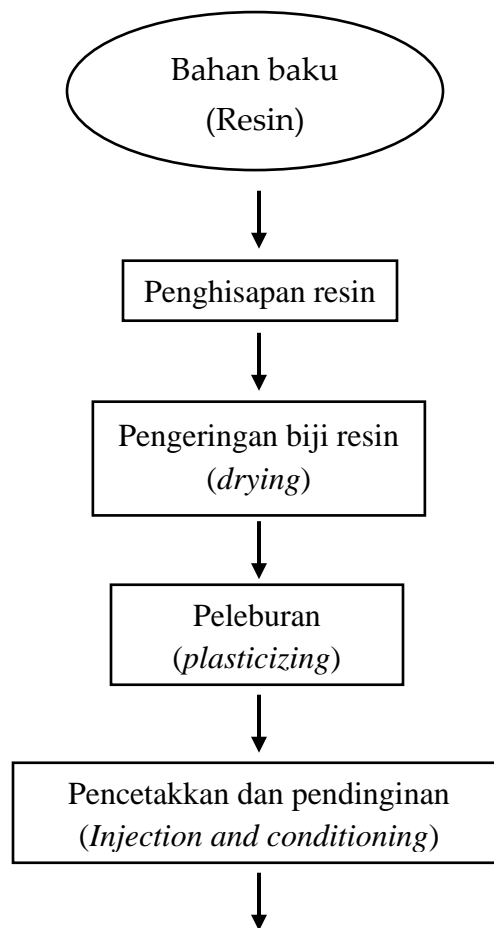 Bahan baku
(Resin)
Penghisapan resin
Pengeringan biji resin
(drying)
Peleburan
(plasticizing)
Pencetakkan dan pendinginan
(Injection and conditioning)